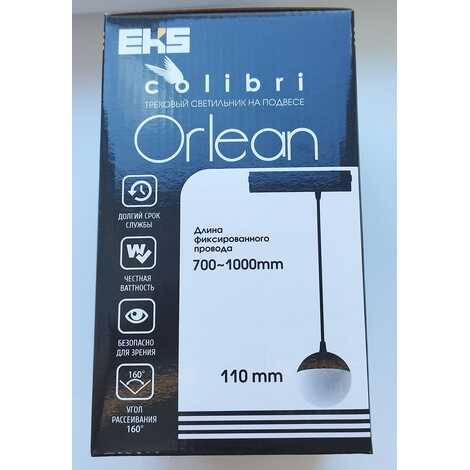 EKS
colibri
ТРЕКОВЫЙ СВЕТИЛЬНИК НА ПОДВЕСЕ
Orlean
ДОЛГИЙ СРОК
СЛУЖБЫ
W
ЧЕСТНАЯ
ВАТТНОСТЬ
БЕЗОПАСНО
ДЛЯ ЗРЕНИЯ
160°
УГОЛ
РАССЕИВАНИЯ
160°
Длина
фиксированного
провода
700~1000mm
110 mm